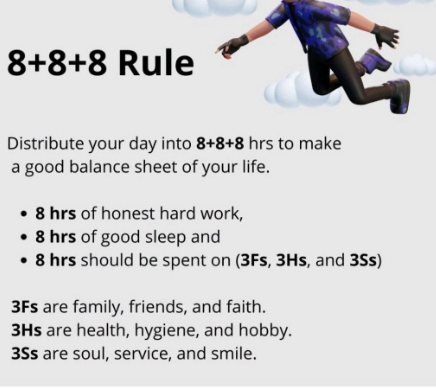 8+8+8 Rule
Distribute your day into 8+8+8 hrs to make
a good balance sheet of your life.
• 8 hrs of honest hard work,
• 8 hrs of good sleep and
• 8 hrs should be spent on (3Fs, 3Hs, and 3Ss)
3Fs are family, friends, and faith.
3Hs are health, hygiene, and hobby.
3Ss are soul, service, and smile.